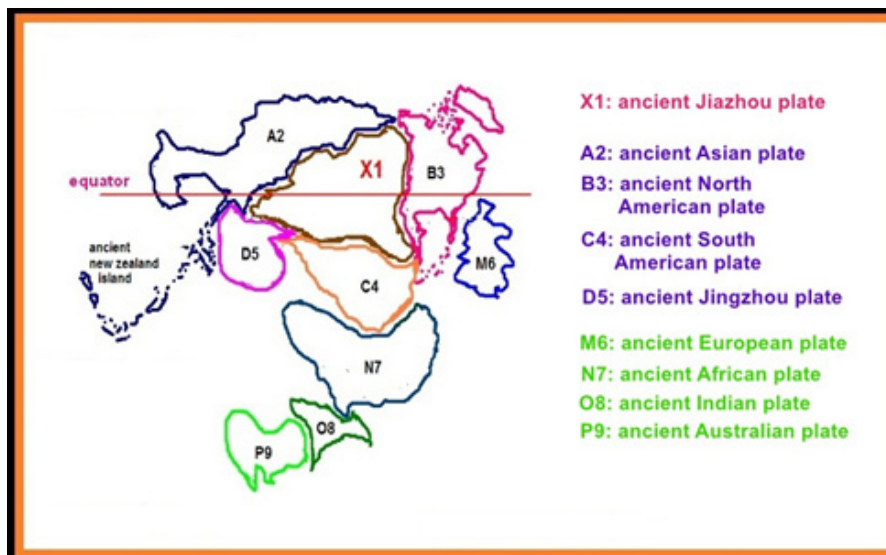 A2
X1
B3
equator
ancient
new zealand
island
D5
C4
M6
N7
O8
P9
X1: ancient Jiazhou plate
A2: ancient Asian plate
B3: ancient North
American plate
C4: ancient South
American plate
D5: ancient Jingzhou plate
M6: ancient European plate
N7: ancient African plate
O8: ancient Indian plate
P9: ancient Australian plate